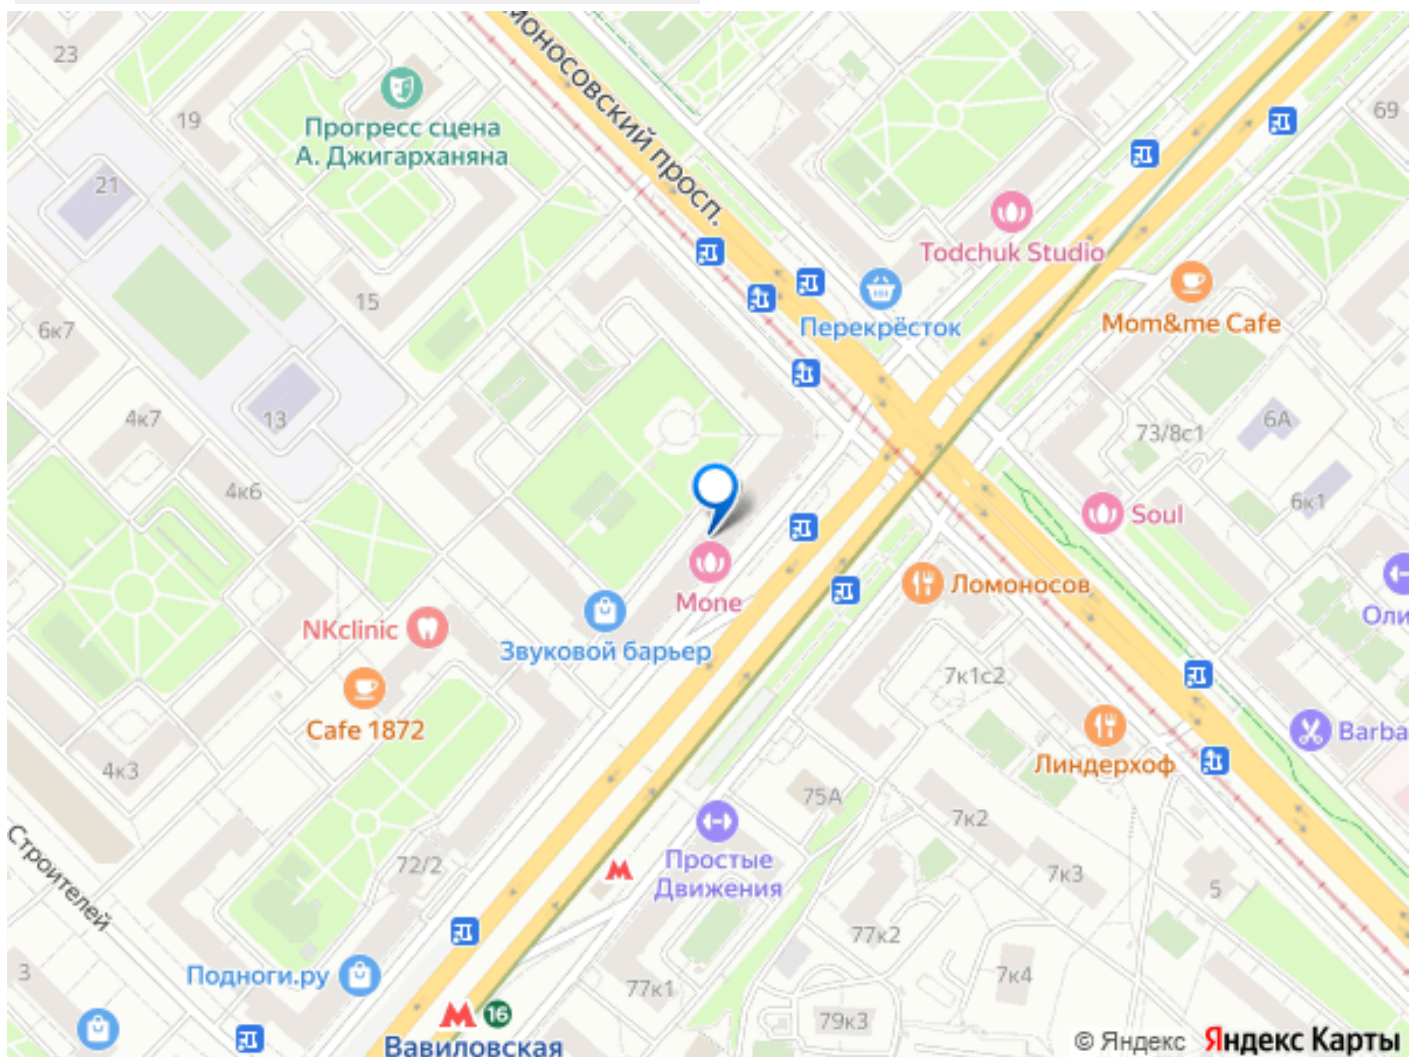 23
19
Прогресс сцена
А. Джигарханяна
21
15
6к7
4к7
13
4к6
моносовский просп.
69
Todchuk Studio
Перекрёсток
Mom&me Cafe
73/8с1
6А
6к1
Soul
Mone
Ломоносов
Оли
NKclinic
Звуковой барьер
Cafe 1872
7к1с2
Barba
Линдерхоф
4к3
75А
7к2
Простые
Движения
7к3
5
72/2
Строителей
77к2
7к4
3
Подноги.ру
77к1
79к3
16
Вавиловская
© Яндекс Яндекс Карты